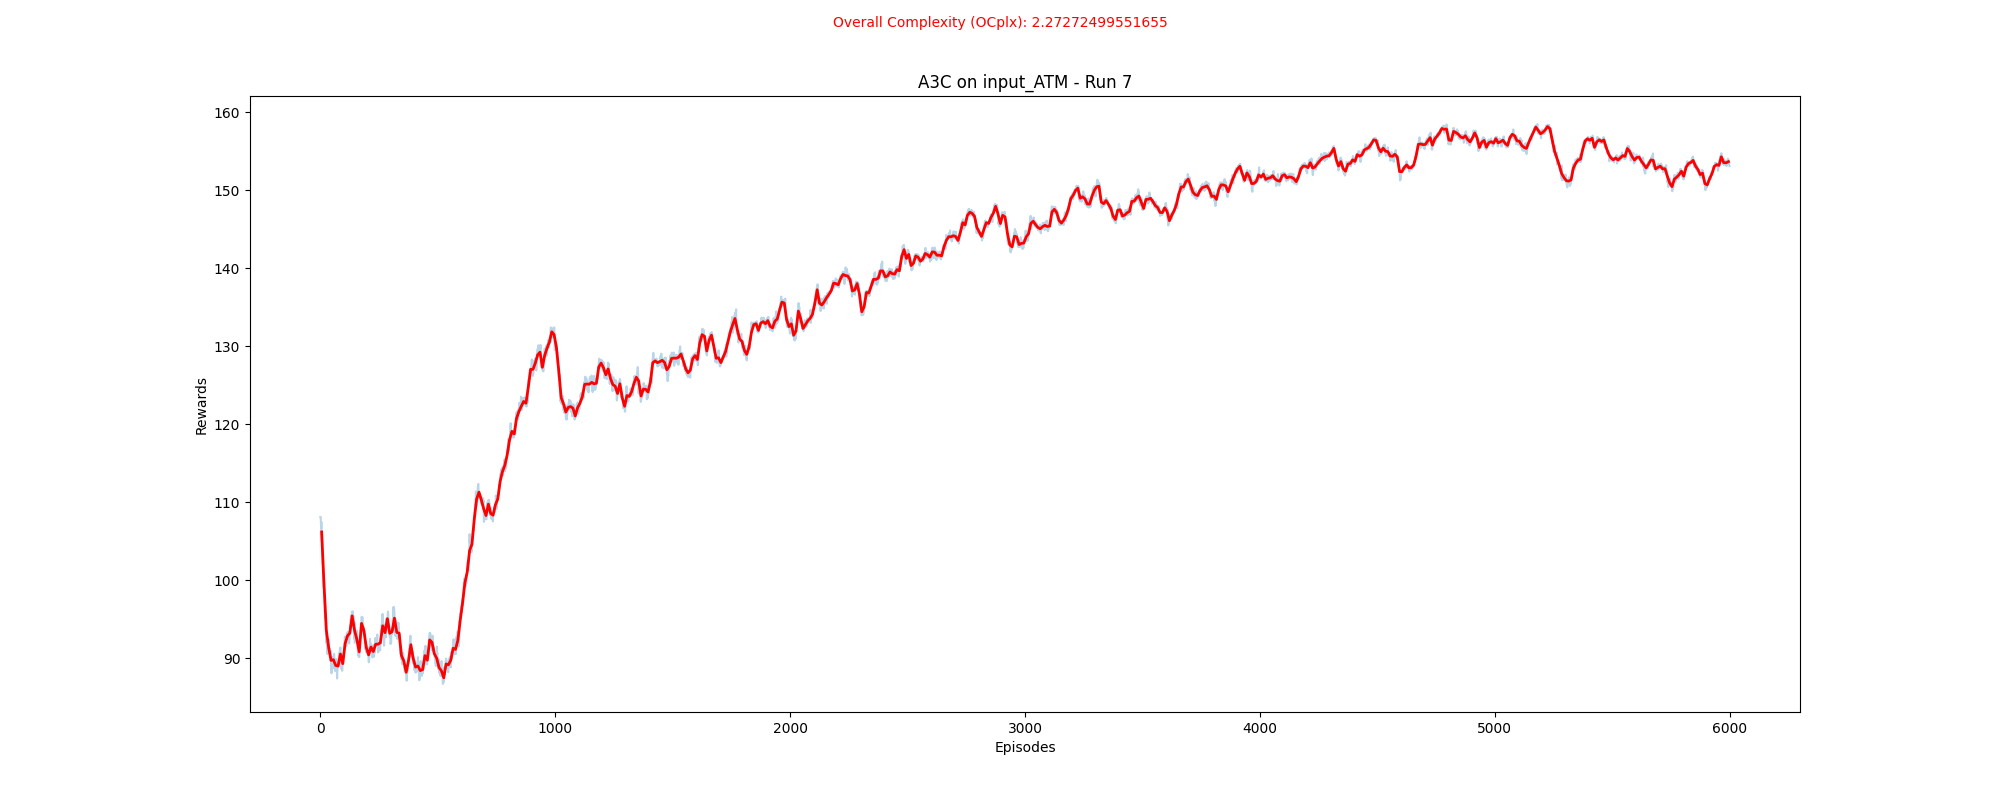 Overall Complexity (OCplx): 2.27272499551655
A3C on input_ATM - Run 7
160
150
140
130
120
110
100
90
Rewards
0 1000 2000 3000 4000 5000 6000
Episodes